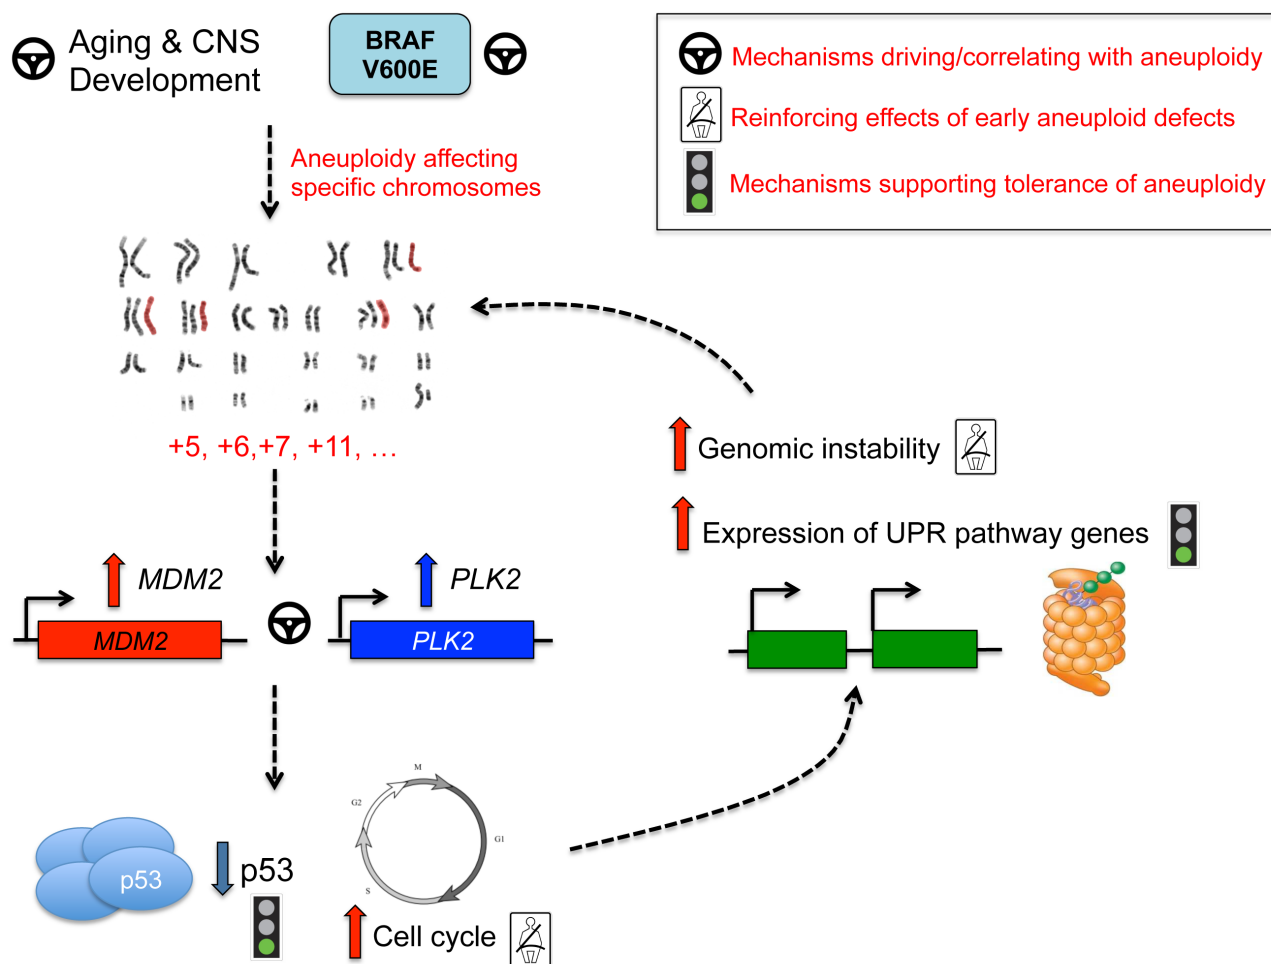 Aging & CNS
Development
BRAF
V600E
Mechanisms driving/correlating with aneuploidy
Reinforcing effects of early aneuploid defects
Mechanisms supporting tolerance of aneuploidy
Aneuploidy affecting
specific chromosomes
+5, +6,+7, +11, ...
Genomic instability
Expression of UPR pathway genes
MDM2
PLK2
MDM2
PLK2
M
G2
G1
S
p53
p53
Cell cycle